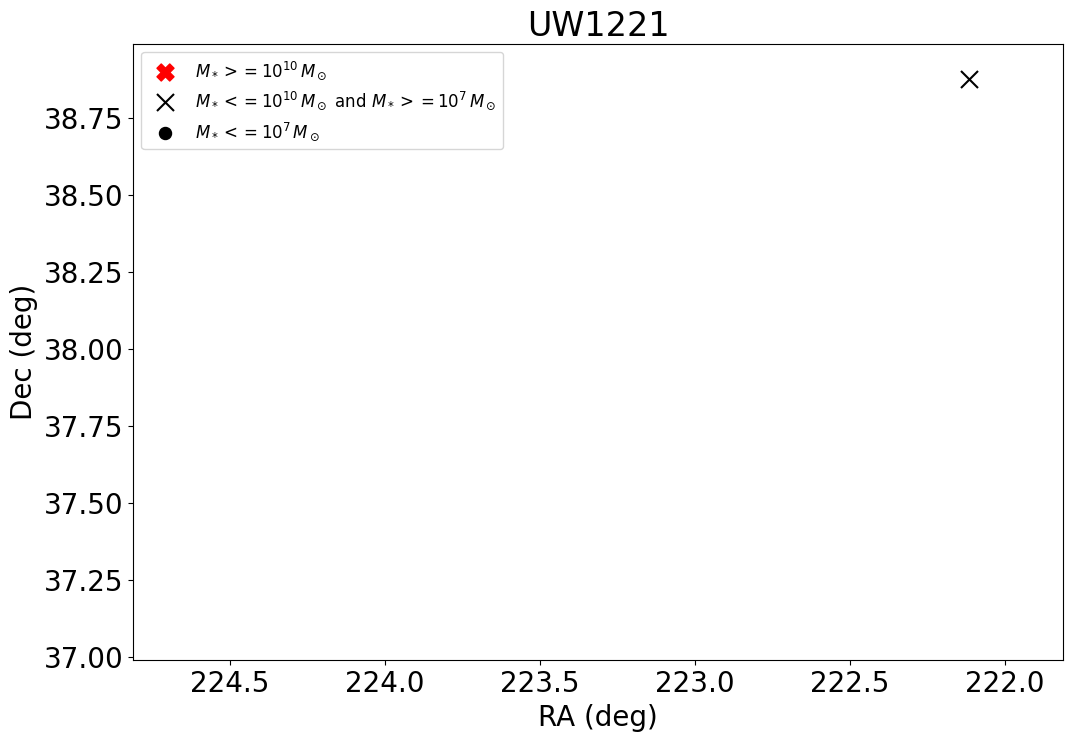 UW1221
M* >= 10^10 M⊙
M* <= 10^10 M⊙ and M* >= 10^7 M⊙
M* <= 10^7 M⊙
38.75
38.50
38.25
38.00
37.75
37.50
37.25
37.00
Dec (deg)
224.5 224.0 223.5 223.0 222.5 222.0
RA (deg)